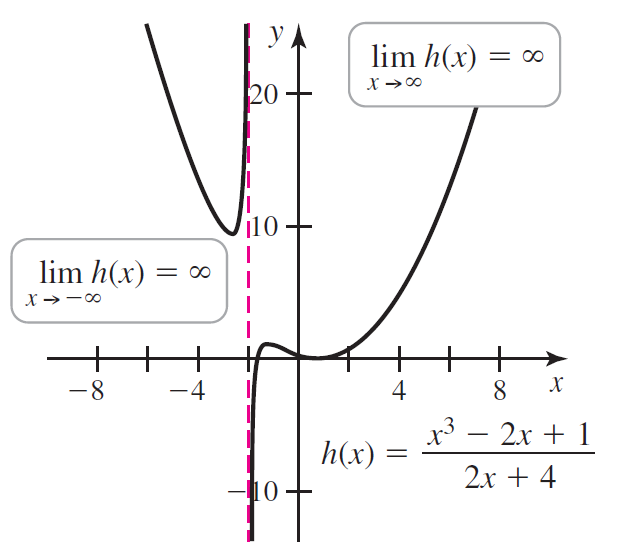 y
lim h(x) = ∞
x→∞
20
10
lim h(x) = ∞
x→−∞
−8 −4 4 8 x
h(x) = (x³ − 2x + 1)/(2x + 4)
−10